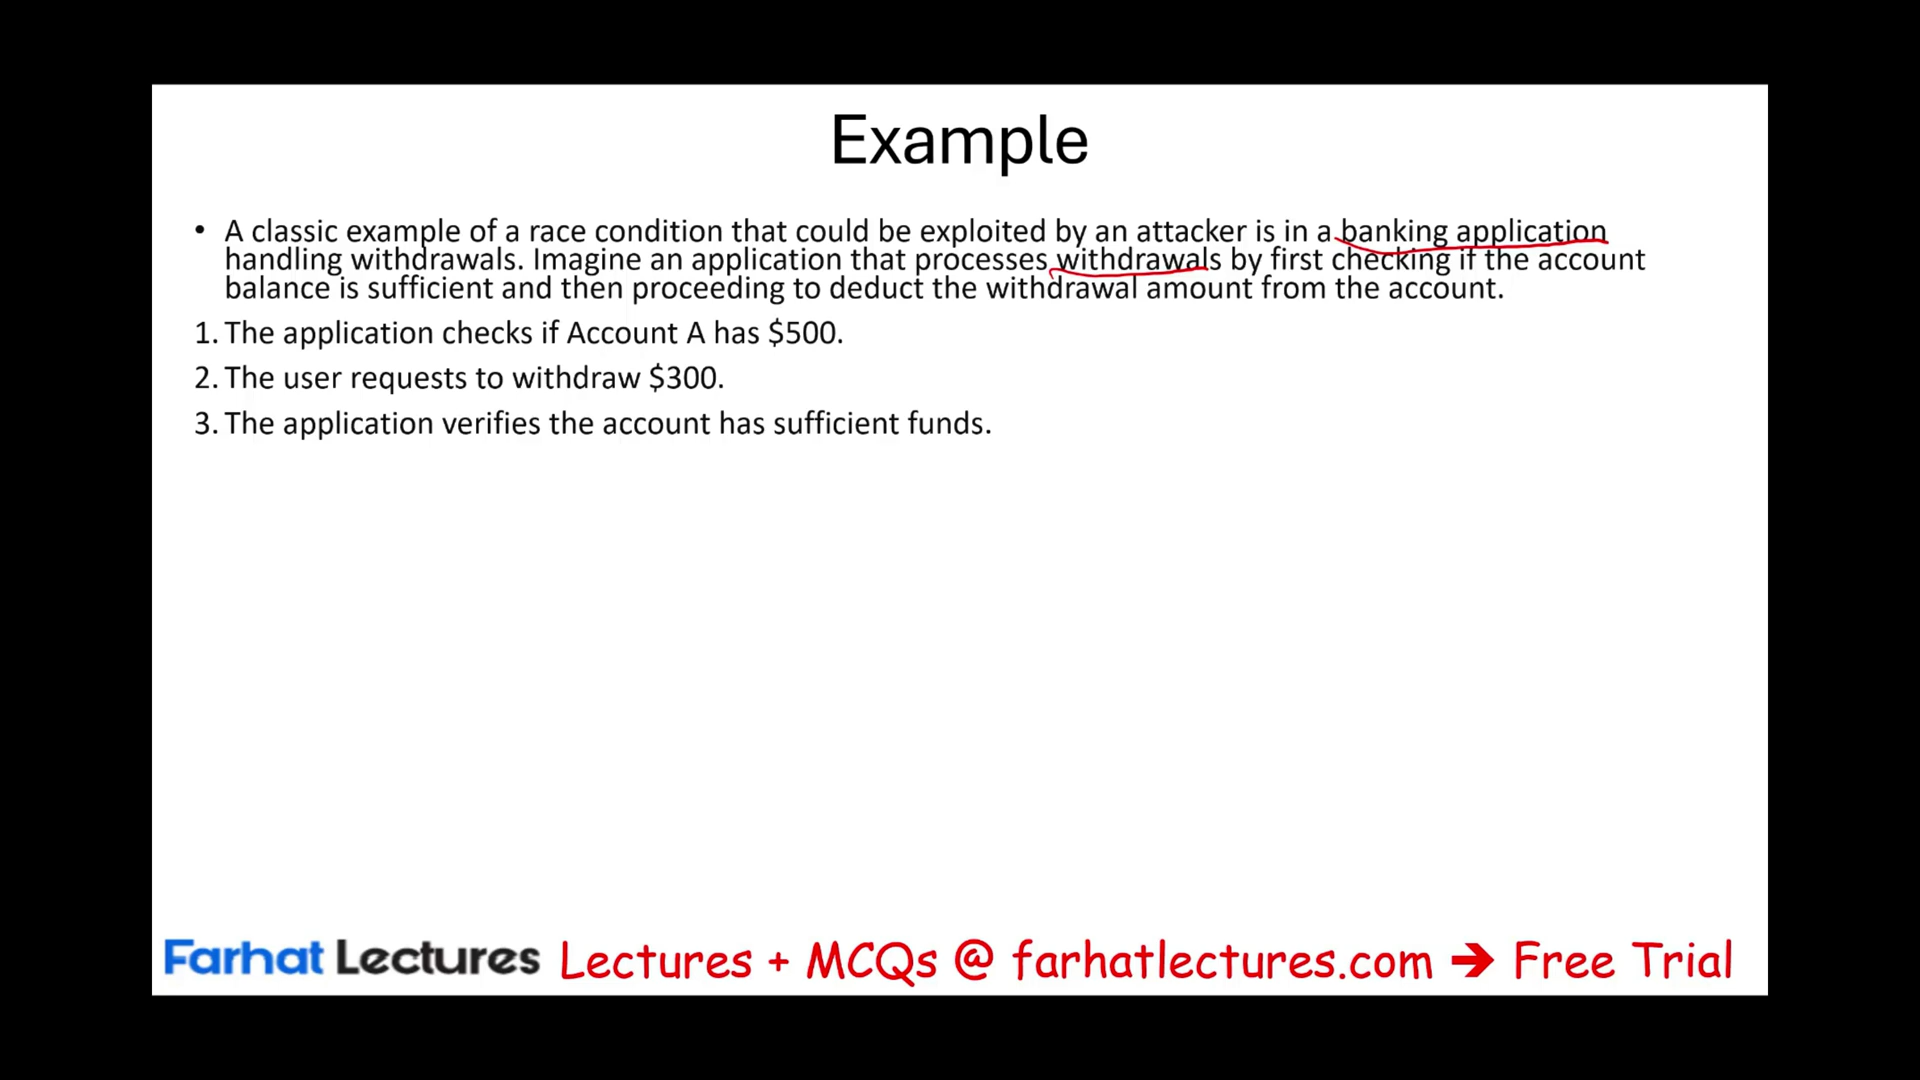 Example
• A classic example of a race condition that could be exploited by an attacker is in a banking application
handling withdrawals. Imagine an application that processes withdrawals by first checking if the account
balance is sufficient and then proceeding to deduct the withdrawal amount from the account.
1. The application checks if Account A has $500.
2. The user requests to withdraw $300.
3. The application verifies the account has sufficient funds.
Farhat Lectures Lectures + MCQs @ farhatlectures.com ➔ Free Trial